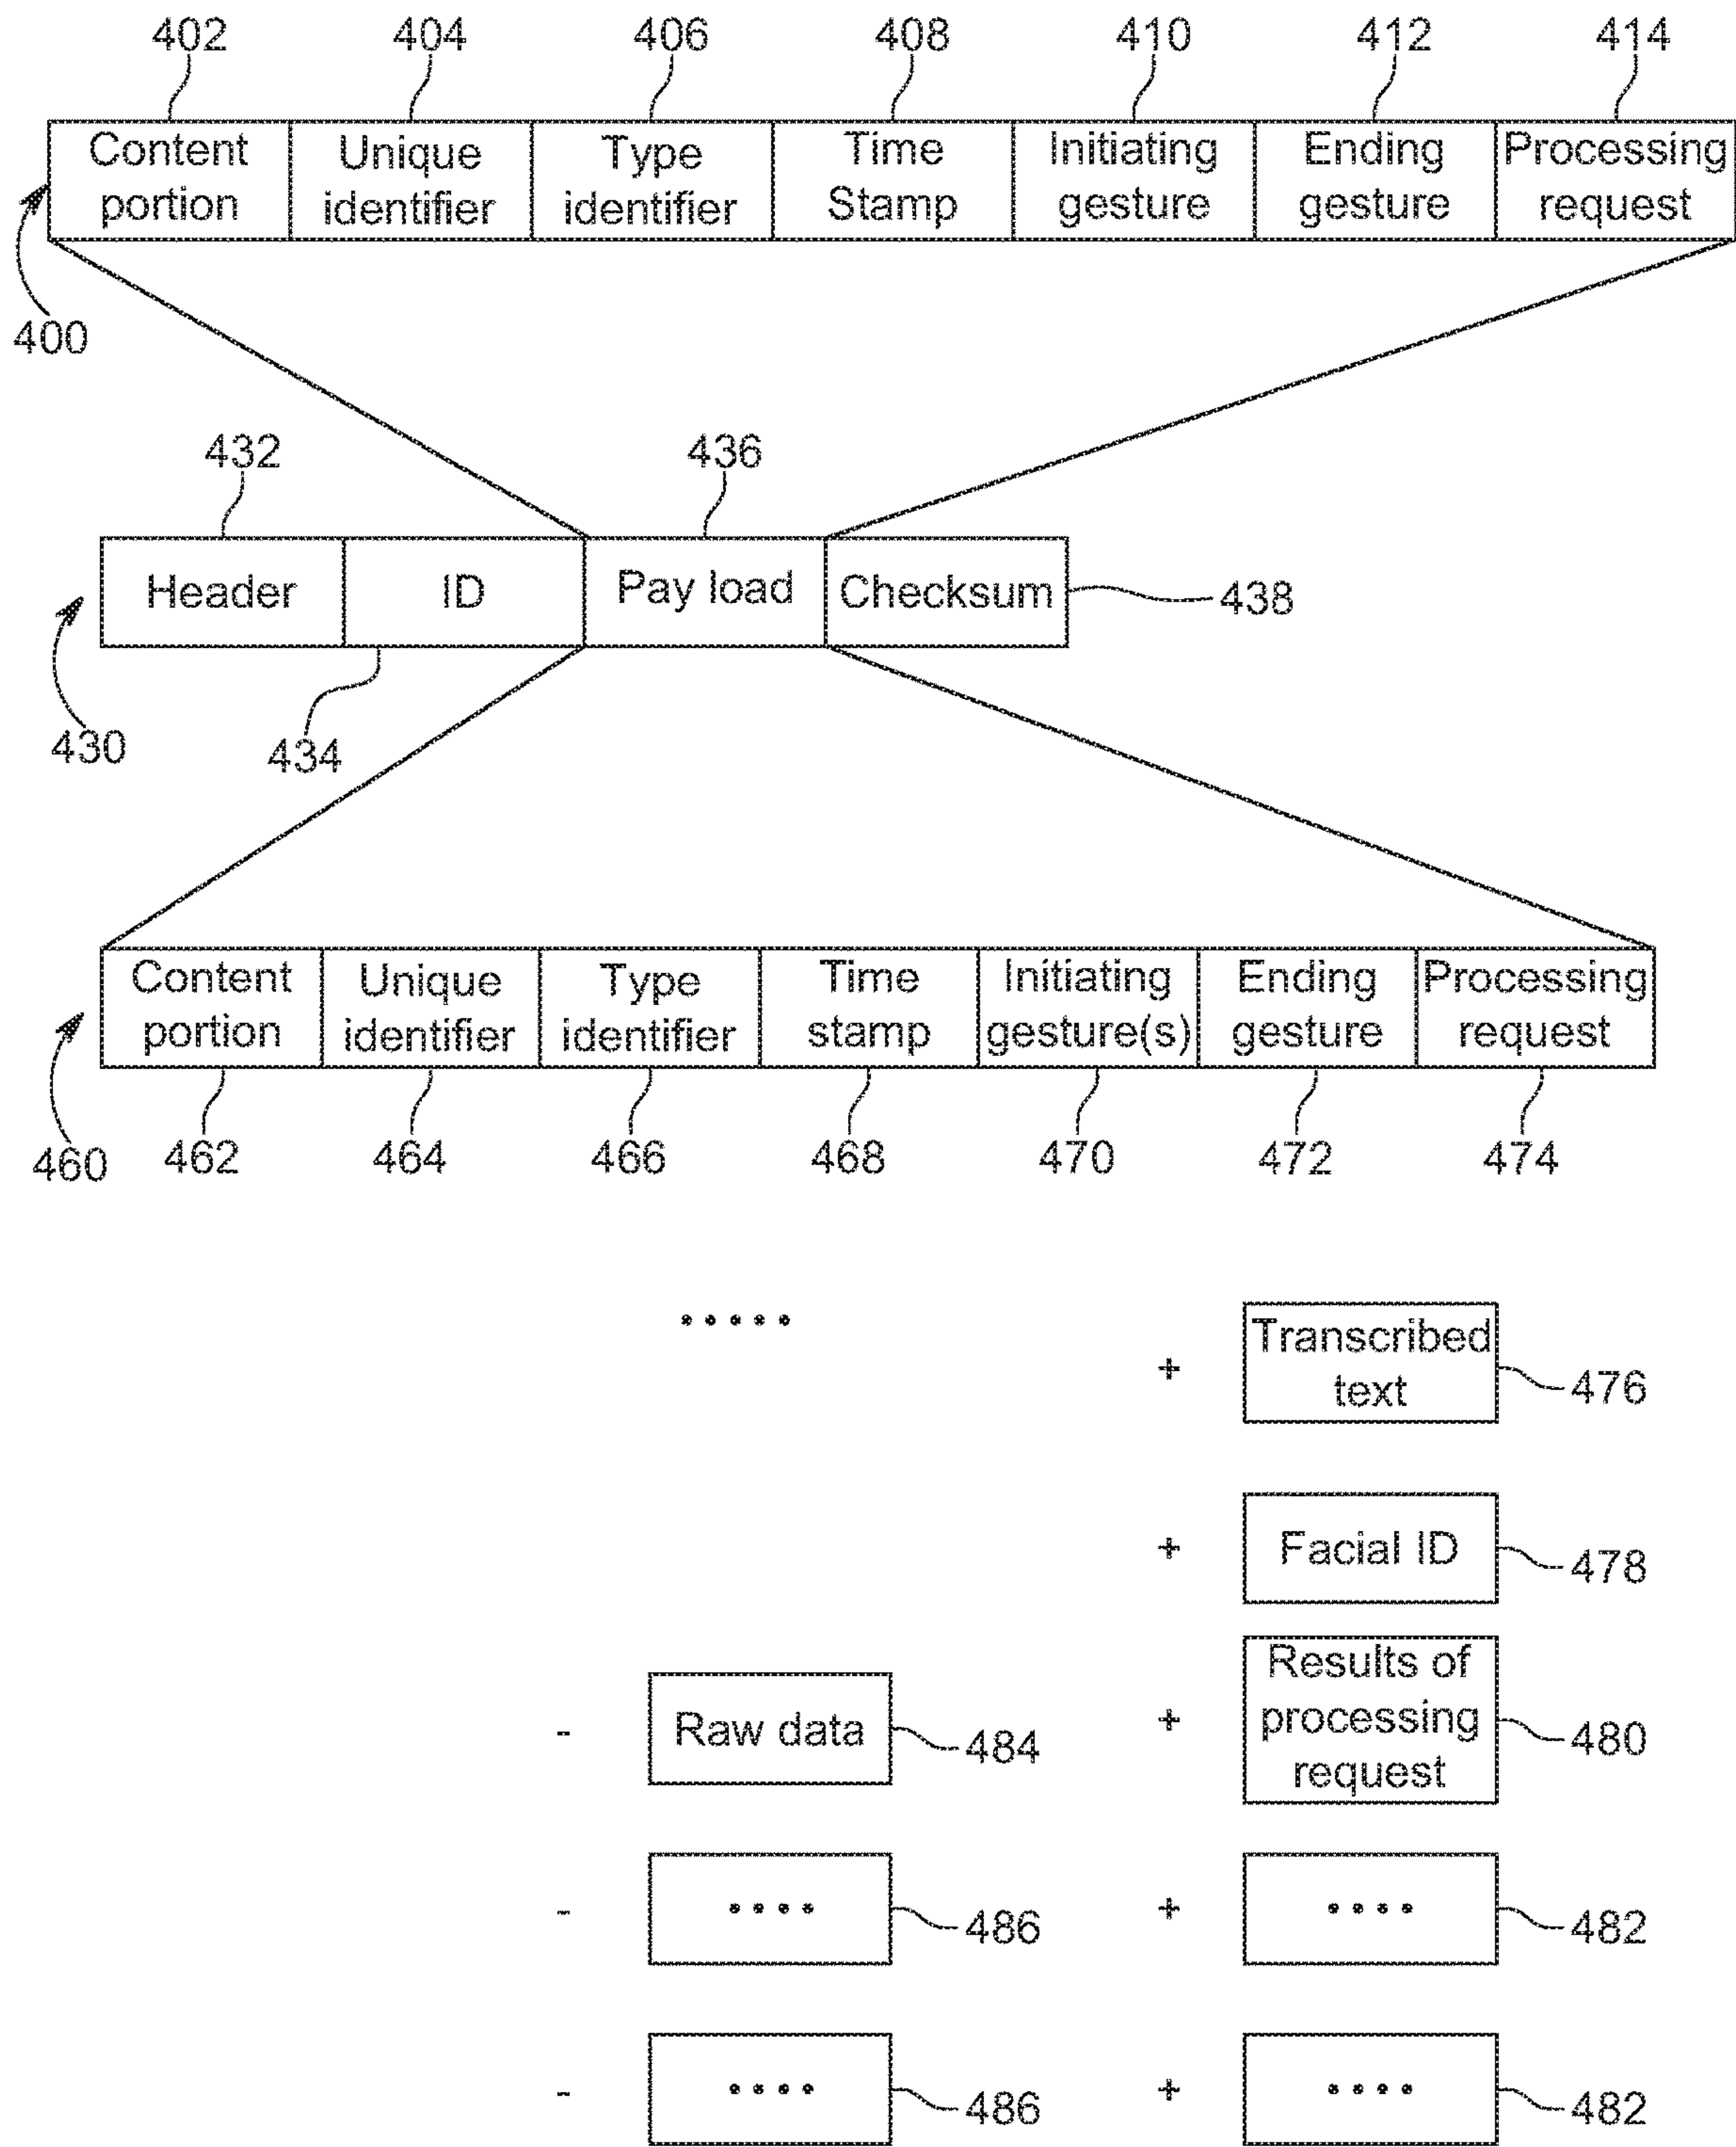 402 404 406 408 410 412 414
Content Unique Type Time Initiating Ending Processing
portion identifier identifier Stamp gesture gesture request
400
432 436
Header ID Pay load Checksum 438
430 434
Content Unique Type Time Initiating Ending Processing
portion identifier identifier stamp gesture(s) gesture request
460 462 464 466 468 470 472 474
..... + Transcribed
text 476
+ Facial ID 478
- Raw data 484 + Results of
processing
request 480
- .... 486 + .... 482
- .... 486 + .... 482